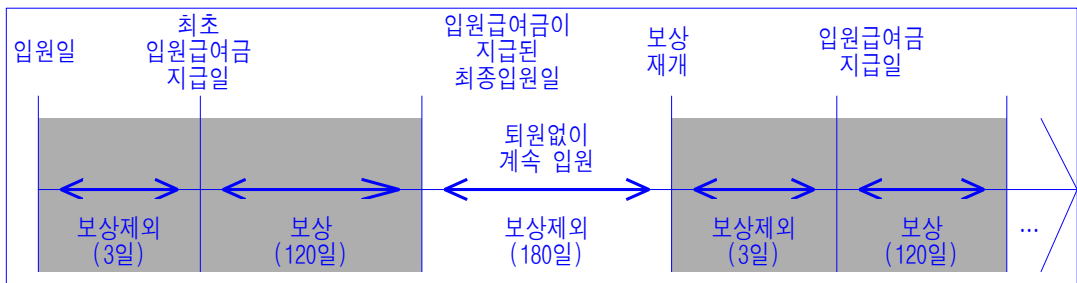 입원일
최초
입원급여금
지급일
입원급여금이
지급된
최종입원일
보상
재개
입원급여금
지급일
퇴원없이
계속 입원
보상제외
(3일)
보상
(120일)
보상제외
(180일)
보상제외
(3일)
보상
(120일)
...